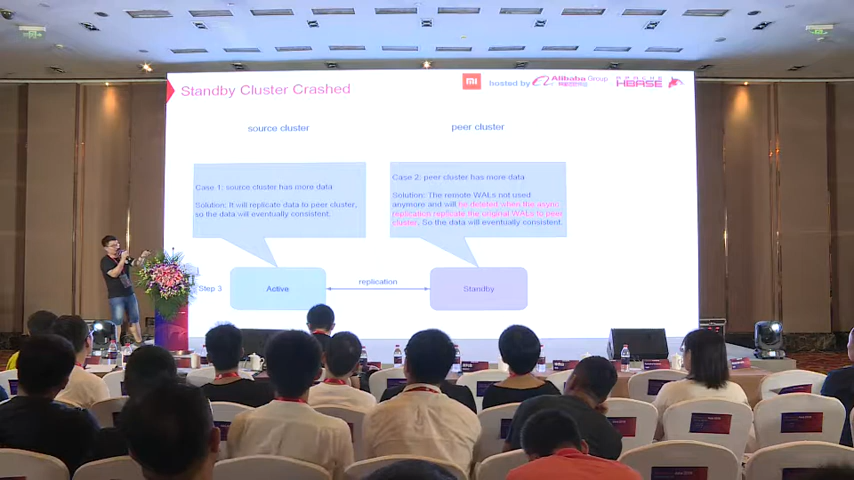 Standby Cluster Crashed
mi
hosted by
Alibaba Group
APACHE
HBASE
source cluster
peer cluster
Case 1: source cluster has more data
Solution: It will replicate data to peer cluster,
so the data will eventually consistent.
Case 2: peer cluster has more data
Solution: The remote WALs not used
anymore and will be deleted when the async
replication replicate the original WALs to peer
cluster. So the data will eventually consistent.
Step 3
Active
replication
Standby